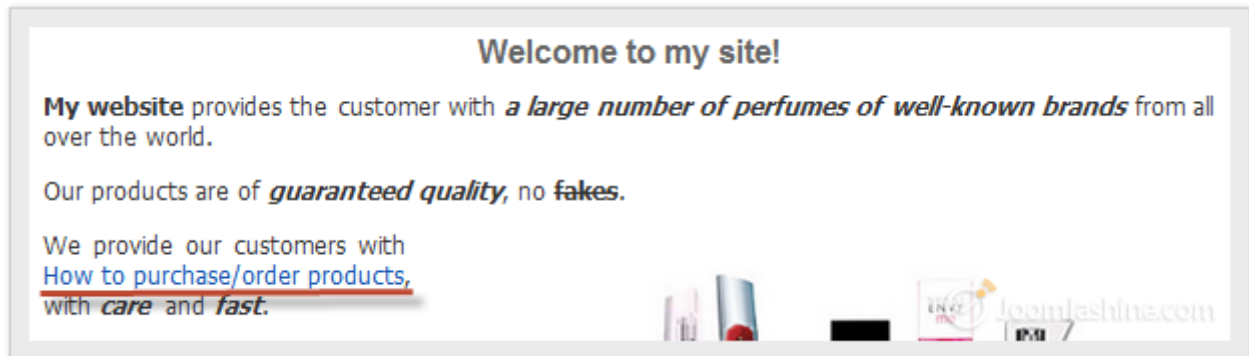 Welcome to my site!
My website provides the customer with a large number of perfumes of well-known brands from all
over the world.
Our products are of guaranteed quality, no fakes.
We provide our customers with
How to purchase/order products,
with care and fast.
ENVY
me
Joomlashine.com